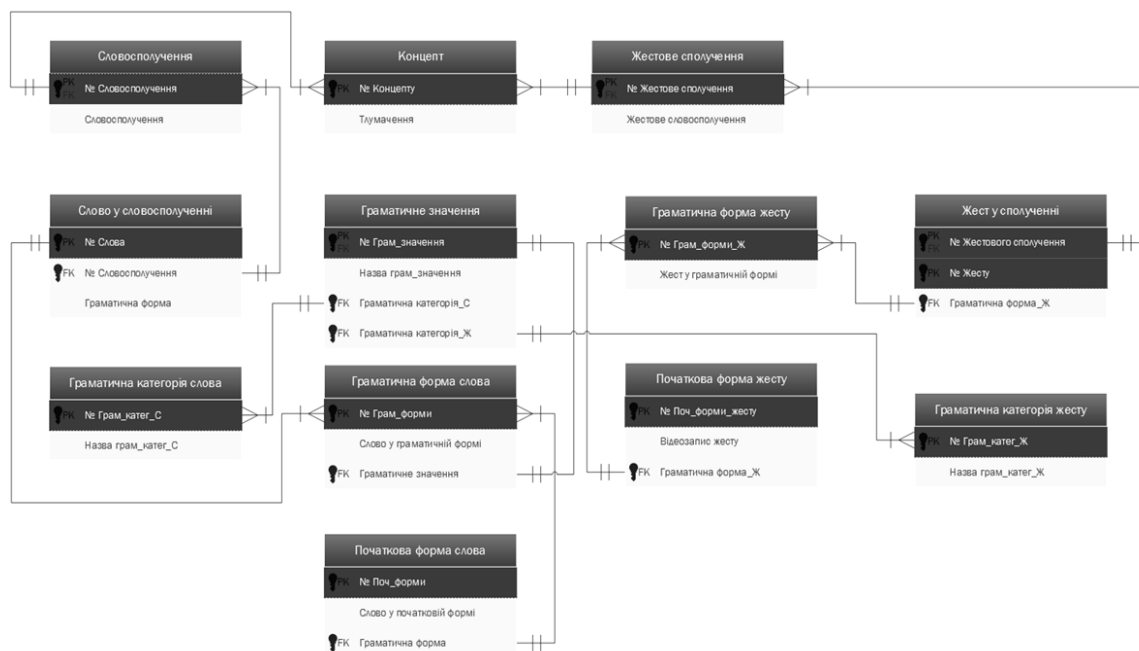 Словосполучення
PK
FK
№ Словосполучення
Словосполучення
Концепт
PK
№ Концепту
Тлумачення
Жестове сполучення
PK
FK
№ Жестове сполучення
Жестове словосполучення
Слово у словосполученні
PK
№ Слова
FK
№ Словосполучення
Граматична форма
Граматичне значення
PK
FK
№ Грам_значення
Назва грам_значення
FK
Граматична категорія_С
FK
Граматична категорія_Ж
Граматична форма жесту
PK
№ Грам_форми_Ж
Жест у граматичній формі
Жест у сполученні
PK
FK
№ Жестового сполучення
PK
№ Жесту
FK
Граматична форма_Ж
Граматична категорія слова
PK
№ Грам_катег_С
Назва грам_катег_С
Граматична форма слова
PK
№ Грам_форми
Слово у граматичній формі
FK
Граматичне значення
Початкова форма жесту
PK
№ Поч_форми_жесту
Відеозапис жесту
FK
Граматична форма_Ж
Граматична категорія жесту
PK
№ Грам_катег_Ж
Назва грам_катег_Ж
Початкова форма слова
PK
№ Поч_форми
Слово у початковій формі
FK
Граматична форма